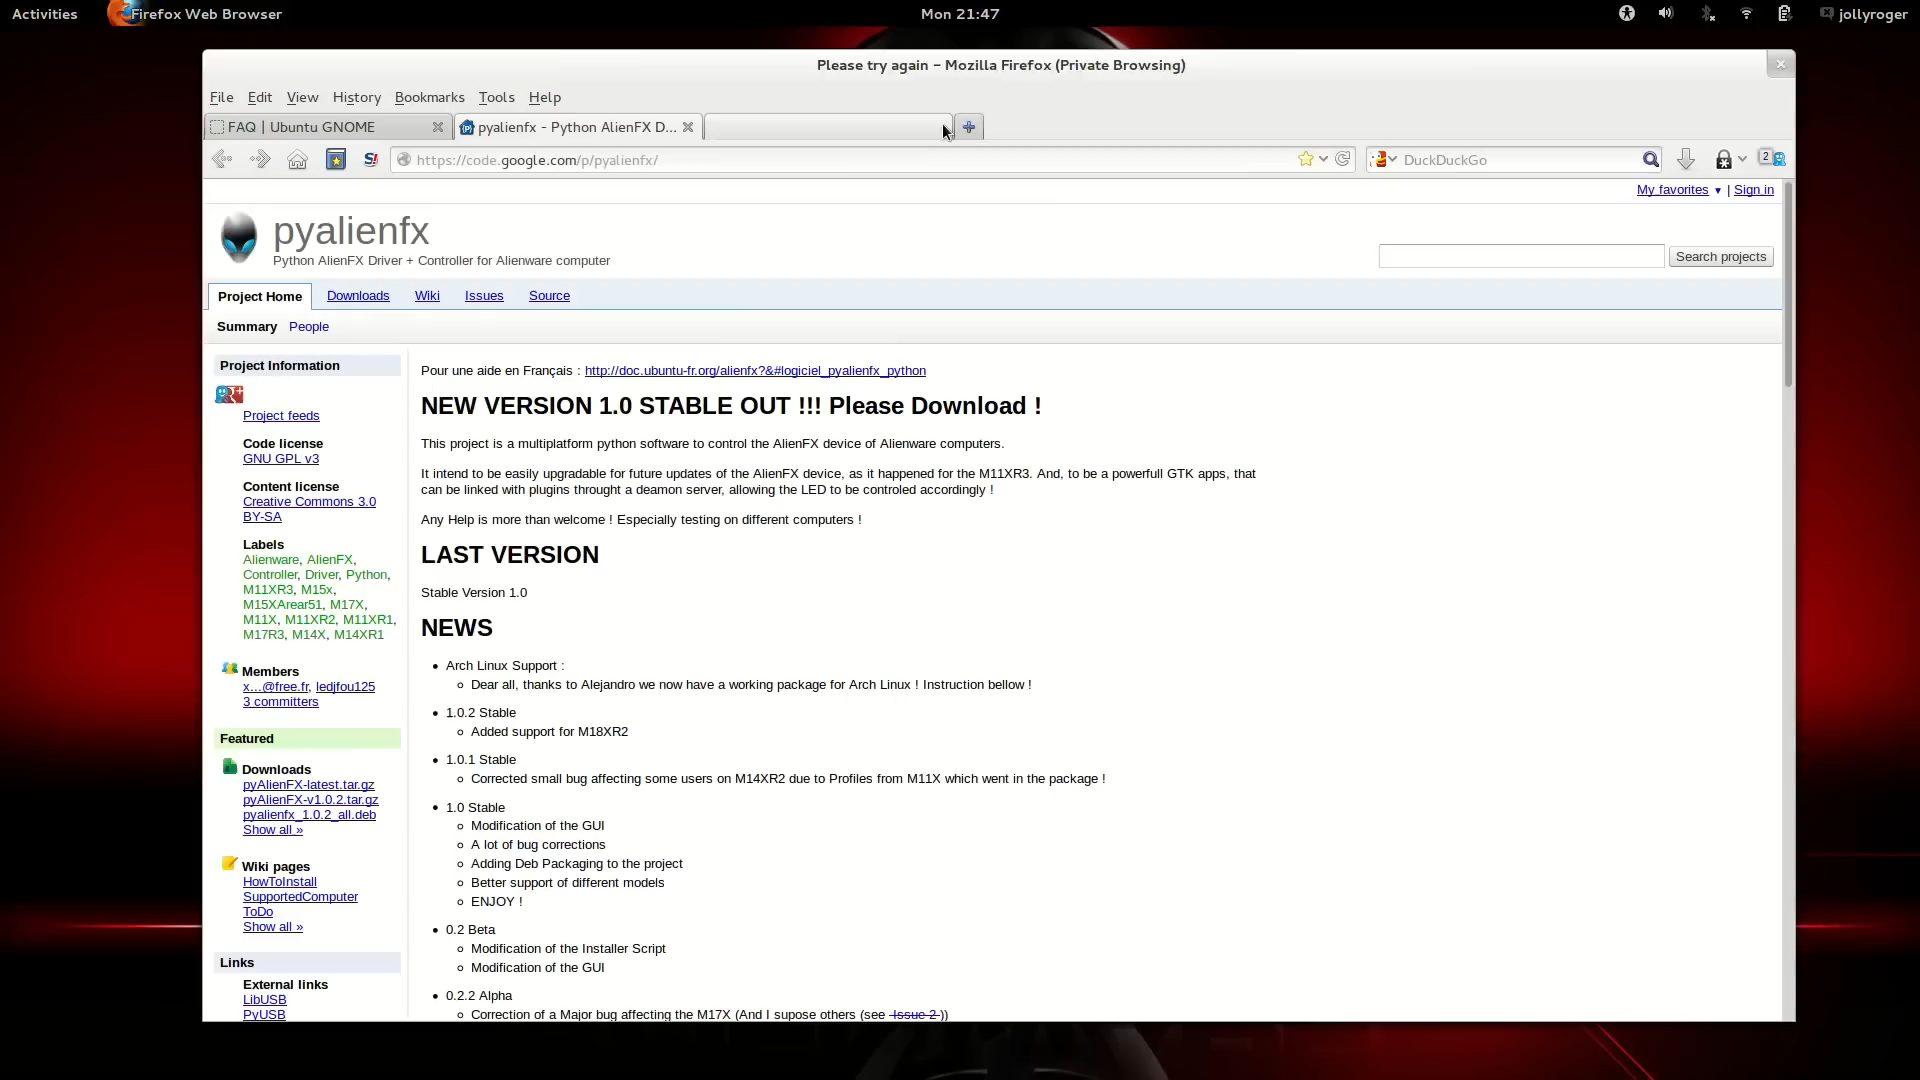 Activities Firefox Web Browser Mon 21:47 jollyroger
Please try again - Mozilla Firefox (Private Browsing)
File Edit View History Bookmarks Tools Help
FAQ | Ubuntu GNOME pyalienfx - Python AlienFX D...
https://code.google.com/p/pyalienfx/ DuckDuckGo 2
My favorites ▼ | Sign in
pyalienfx
Python AlienFX Driver + Controller for Alienware computer
Search projects
Project Home Downloads Wiki Issues Source
Summary People
Project Information
Project feeds
Code license
GNU GPL v3
Content license
Creative Commons 3.0
BY-SA
Labels
Alienware, AlienFX,
Controller, Driver, Python,
M11XR3, M15x,
M15XArear51, M17X,
M11X, M11XR2, M11XR1,
M17R3, M14X, M14XR1
Members
x...@free.fr, ledjfou125
3 committers
Featured
Downloads
pyAlienFX-latest.tar.gz
pyAlienFX-v1.0.2.tar.gz
pyalienfx_1.0.2_all.deb
Show all »
Wiki pages
HowToInstall
SupportedComputer
ToDo
Show all »
Links
External links
LibUSB
PyUSB
Pour une aide en Français : http://doc.ubuntu-fr.org/alienfx?&#logiciel_pyalienfx_python
NEW VERSION 1.0 STABLE OUT !!! Please Download !
This project is a multiplatform python software to control the AlienFX device of Alienware computers.
It intend to be easily upgradable for future updates of the AlienFX device, as it happened for the M11XR3. And, to be a powerfull GTK apps, that
can be linked with plugins throught a deamon server, allowing the LED to be controled accordingly !
Any Help is more than welcome ! Especially testing on different computers !
LAST VERSION
Stable Version 1.0
NEWS
Arch Linux Support :
Dear all, thanks to Alejandro we now have a working package for Arch Linux ! Instruction bellow !
1.0.2 Stable
Added support for M18XR2
1.0.1 Stable
Corrected small bug affecting some users on M14XR2 due to Profiles from M11X which went in the package !
1.0 Stable
Modification of the GUI
A lot of bug corrections
Adding Deb Packaging to the project
Better support of different models
ENJOY !
0.2 Beta
Modification of the Installer Script
Modification of the GUI
0.2.2 Alpha
Correction of a Major bug affecting the M17X (And I supose others (see Issue 2 ))